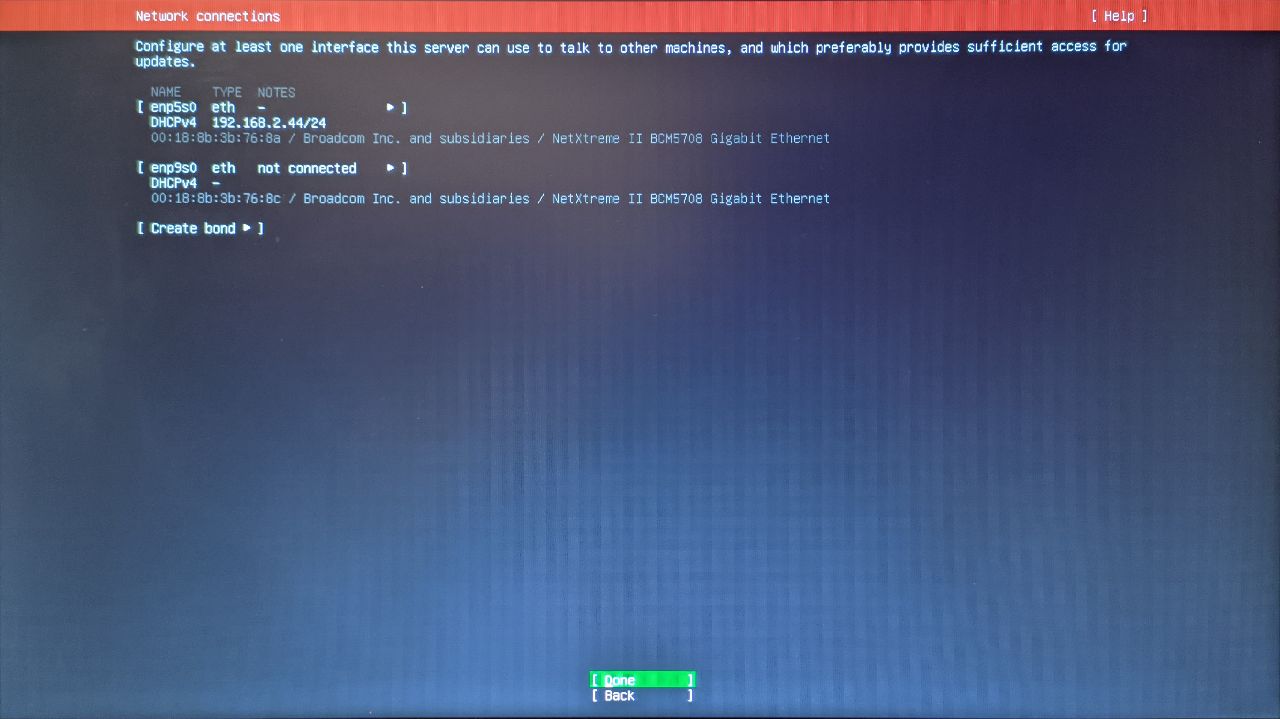 Network connections [ Help ]
Configure at least one interface this server can use to talk to other machines, and which preferably provides sufficient access for
updates.
NAME TYPE NOTES
[ enp5s0 eth - ▸ ]
DHCPv4 192.168.2.44/24
00:18:8b:3b:76:8a / Broadcom Inc. and subsidiaries / NetXtreme II BCM5708 Gigabit Ethernet
[ enp9s0 eth not connected ▸ ]
DHCPv4 -
00:18:8b:3b:76:8c / Broadcom Inc. and subsidiaries / NetXtreme II BCM5708 Gigabit Ethernet
[ Create bond ▸ ]
[ Done ]
[ Back ]